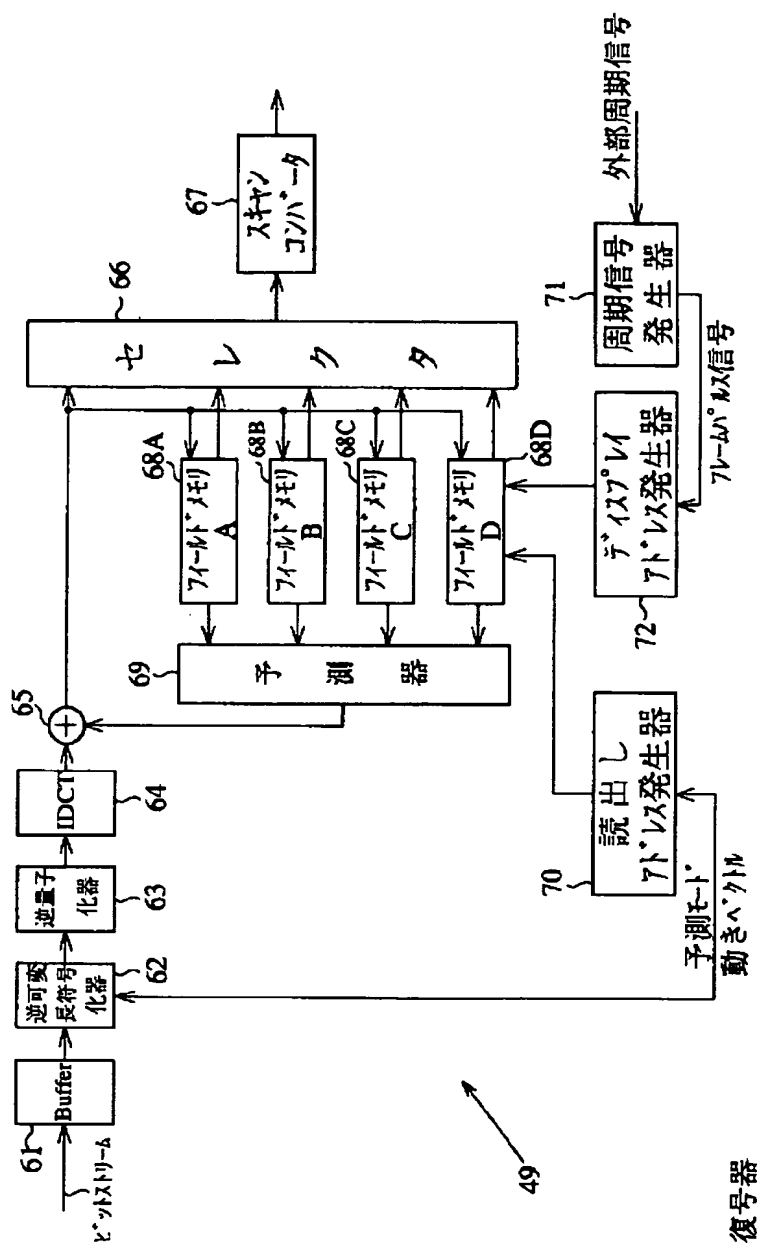 ビットストリーム
61
Buffer
逆可変
長符号
化器
62
逆量子
化器
63
IDCT
64
65
+
69
予測器
68A
フィールドメモリ
A
68B
フィールドメモリ
B
68C
フィールドメモリ
C
フィールドメモリ
D
68D
セレクタ
66
スキャン
コンバータ
67
予測モード
動きベクトル
70
読出し
アドレス発生器
72
ディスプレイ
アドレス発生器
フレームパルス信号
71
周期信号
発生器
外部周期信号
49
復号器